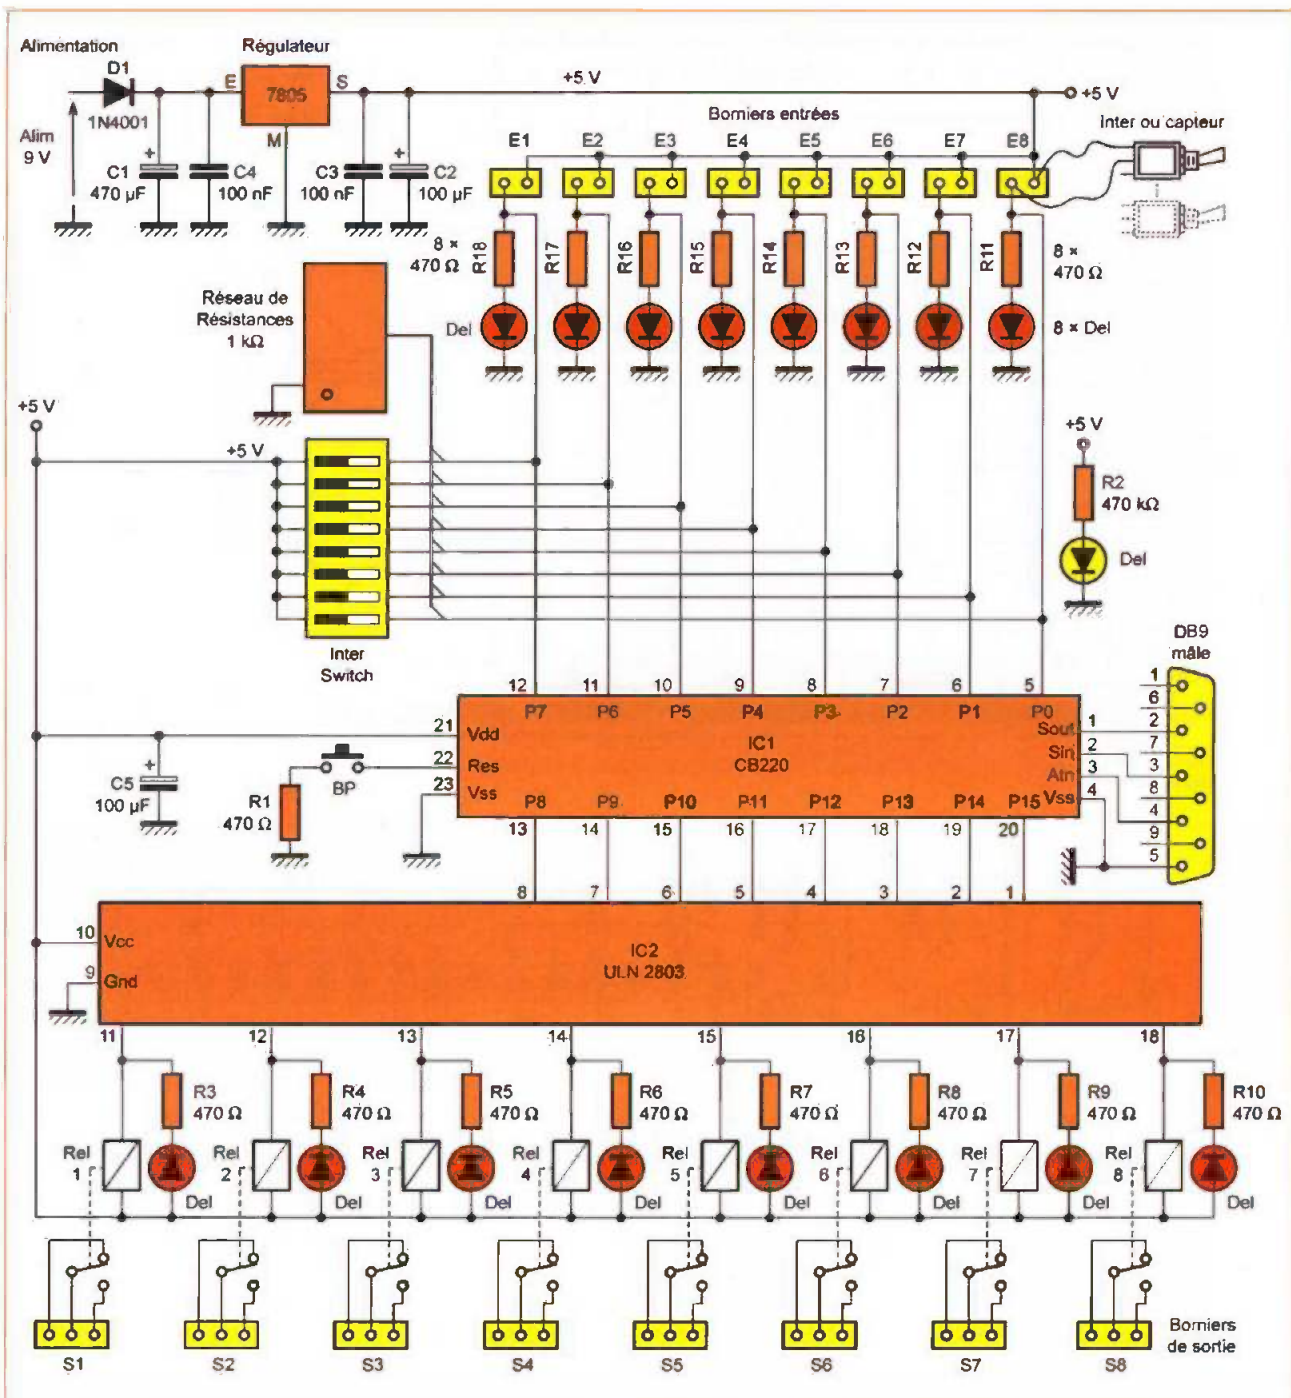 Alimentation
D1
1N4001
Alim
9 V
Régulateur
E
7805
S
M
C1
470 µF
C4
100 nF
C3
100 nF
C2
100 µF
+5 V
+5 V
Borniers entrées
Inter ou capteur
E1
E2
E3
E4
E5
E6
E7
E8
8 ×
470 Ω
R18
R17
R16
R15
R14
R13
R12
R11
8 ×
470 Ω
Del
8 × Del
Réseau de
Résistances
1 kΩ
+5 V
+5 V
Inter
Switch
+5 V
R2
470 kΩ
Del
DB9
mâle
1
6
2
7
3
8
4
9
5
12
11
10
9
8
7
6
5
P7
P6
P5
P4
P3
P2
P1
P0
21
Vdd
22
Res
23
Vss
IC1
CB220
Sout
1
Sin
2
Atn
3
Vss
4
P8
P9
P10
P11
P12
P13
P14
P15
13
14
15
16
17
18
19
20
C5
100 µF
BP
R1
470 Ω
8
7
6
5
4
3
2
1
10
Vcc
9
Gnd
IC2
ULN 2803
11
12
13
14
15
16
17
18
R3
470 Ω
R4
470 Ω
R5
470 Ω
R6
470 Ω
R7
470 Ω
R8
470 Ω
R9
470 Ω
R10
470 Ω
Rel
1
Rel
2
Rel
3
Rel
4
Rel
5
Rel
6
Rel
7
Rel
8
Del
Del
Del
Del
Del
Del
Del
Del
S1
S2
S3
S4
S5
S6
S7
S8
Borniers
de sortie